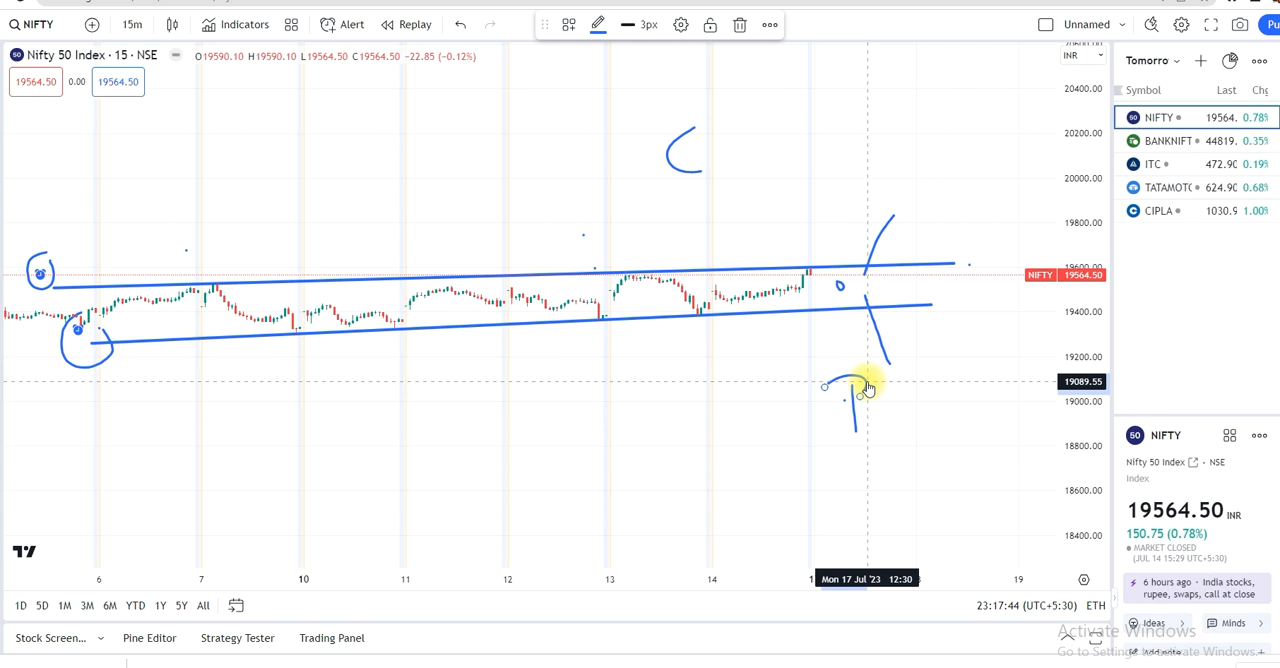 NIFTY 15m Indicators Alert Replay 3px Unnamed
Nifty 50 Index · 15 · NSE O19590.10 H19590.10 L19564.50 C19564.50 −22.85 (−0.12%)
19564.50 0.00 19564.50
INR
20400.00
20200.00
20000.00
19800.00
19600.00
NIFTY 19564.50
19400.00
19200.00
19089.55
19000.00
18800.00
18600.00
18400.00
C
P
6 7 10 11 12 13 14 Mon 17 Jul '23 12:30 19
1D 5D 1M 3M 6M YTD 1Y 5Y All 23:17:44 (UTC+5:30) ETH
Stock Screen... Pine Editor Strategy Tester Trading Panel
Symbol Last Chg
NIFTY 19564. 0.78%
BANKNIFT 44819. 0.35%
ITC 472.90 0.19%
TATAMOTO 624.90 0.68%
CIPLA 1030.9 1.00%
50 NIFTY
Nifty 50 Index · NSE
Index
19564.50 INR
150.75 (0.78%)
MARKET CLOSED
(JUL 14 15:29 UTC+5:30)
6 hours ago · India stocks,
rupee, swaps, call at close
Ideas Minds
Activate Windows
Go to Settings to activate Windows.